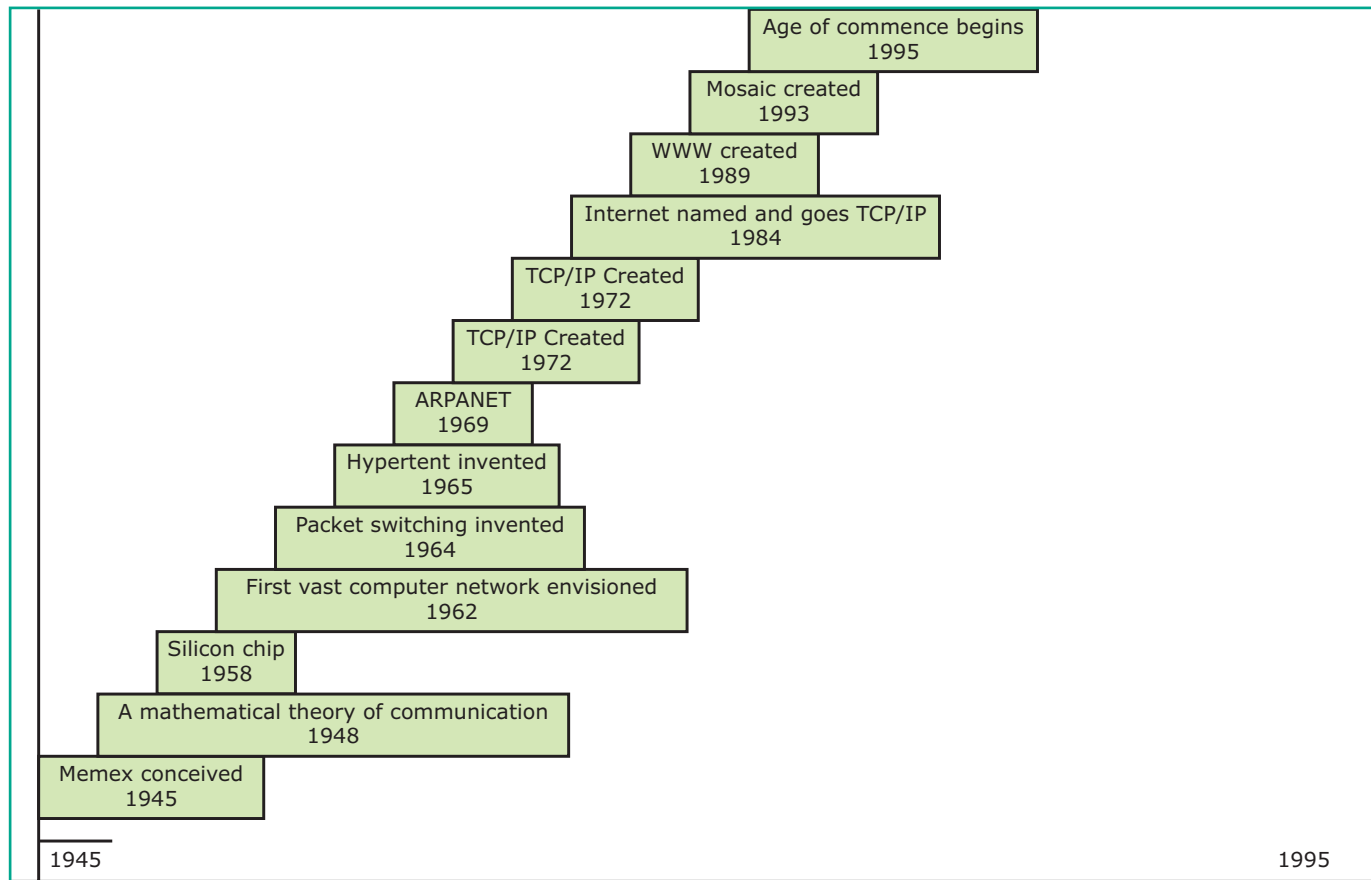 Age of commence begins
1995
Mosaic created
1993
WWW created
1989
Internet named and goes TCP/IP
1984
TCP/IP Created
1972
TCP/IP Created
1972
ARPANET
1969
Hypertent invented
1965
Packet switching invented
1964
First vast computer network envisioned
1962
Silicon chip
1958
A mathematical theory of communication
1948
Memex conceived
1945
1945
1995